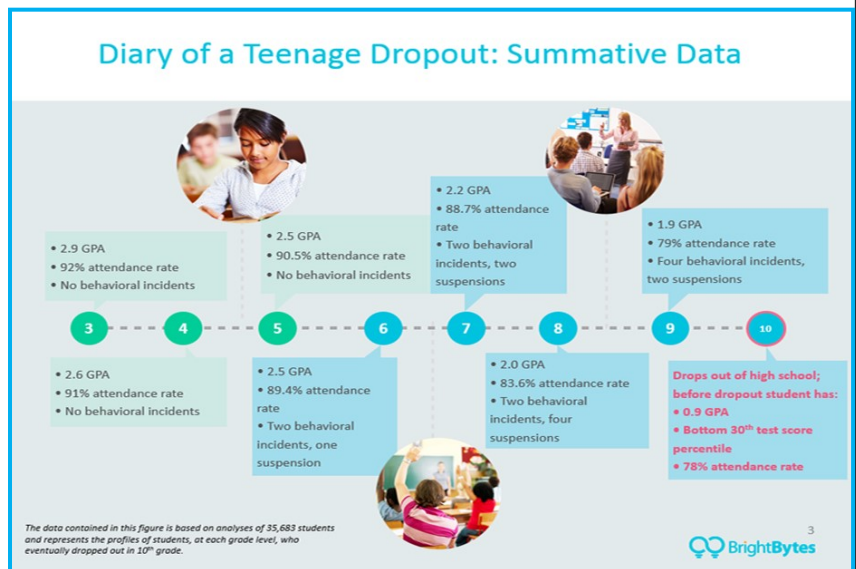 Diary of a Teenage Dropout: Summative Data
• 2.9 GPA
• 92% attendance rate
• No behavioral incidents
• 2.5 GPA
• 90.5% attendance rate
• No behavioral incidents
• 2.2 GPA
• 88.7% attendance
rate
• Two behavioral
incidents, two
suspensions
• 1.9 GPA
• 79% attendance rate
• Four behavioral incidents,
two suspensions
3
4
5
6
7
8
9
10
• 2.6 GPA
• 91% attendance rate
• No behavioral incidents
• 2.5 GPA
• 89.4% attendance
rate
• Two behavioral
incidents, one
suspension
• 2.0 GPA
• 83.6% attendance rate
• Two behavioral
incidents, four
suspensions
Drops out of high school;
before dropout student has:
• 0.9 GPA
• Bottom 30th test score
percentile
• 78% attendance rate
The data contained in this figure is based on analyses of 35,683 students
and represents the profiles of students, at each grade level, who
eventually dropped out in 10th grade.
3
BrightBytes